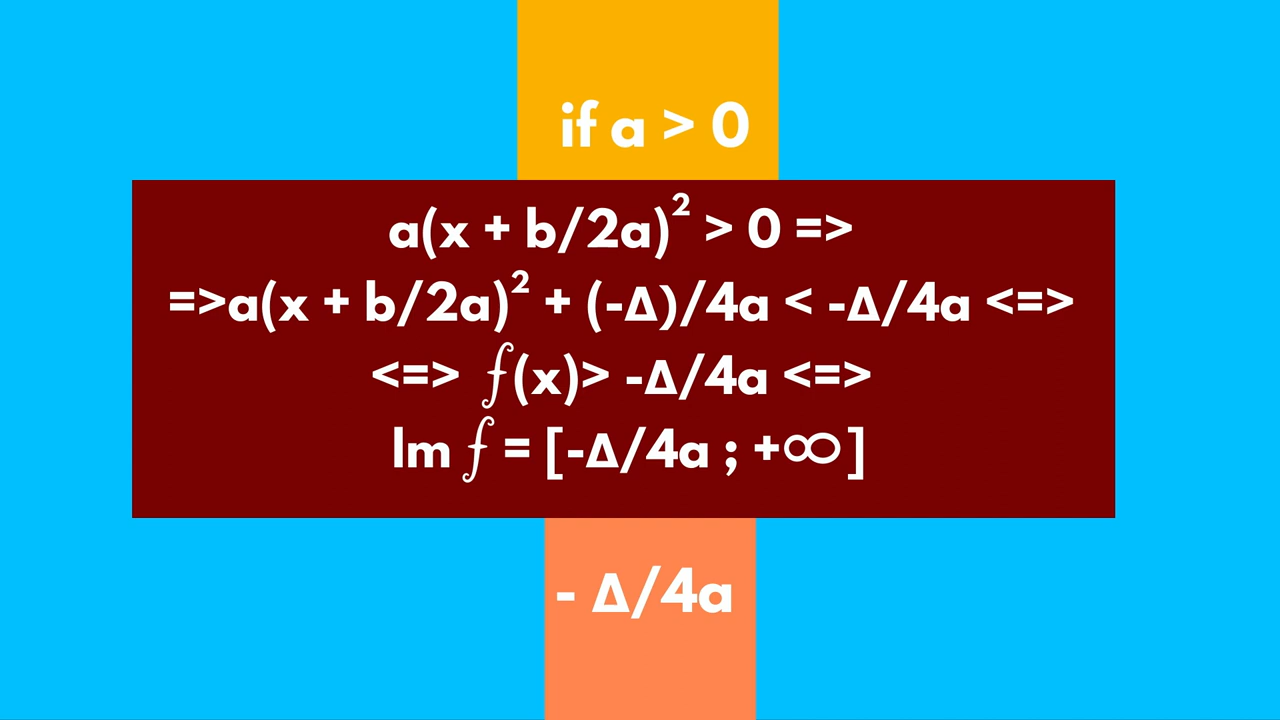 if a > 0
a(x + b/2a)² > 0 =>
=>a(x + b/2a)² + (-Δ)/4a < -Δ/4a <=>
<=> ƒ(x)> -Δ/4a <=>
Im ƒ = [-Δ/4a ; +∞]
- Δ/4a